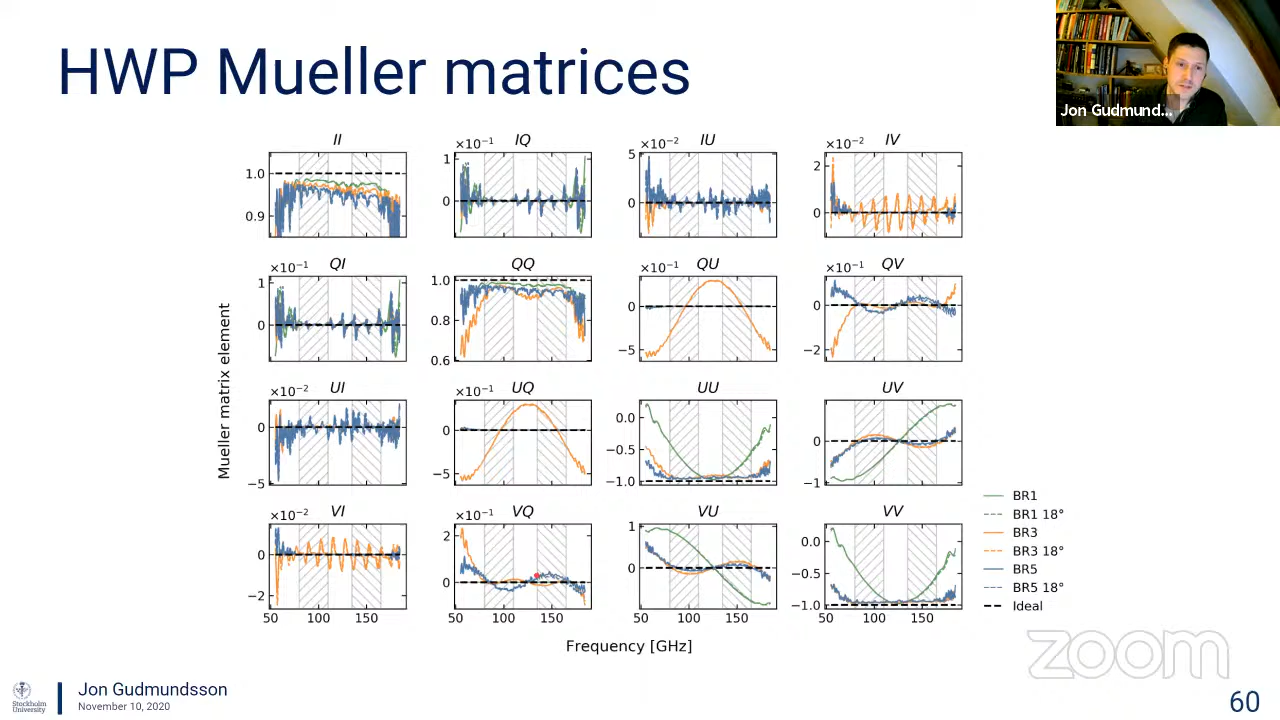 HWP Mueller matrices
Jon Gudmund...
II
IQ
IU
IV
×10⁻¹
×10⁻²
×10⁻²
1.0
0.9
1
0
5
0
2
0
QI
QQ
QU
QV
×10⁻¹
×10⁻¹
×10⁻¹
1
0
1.0
0.8
0.6
0
−5
0
−2
UI
UQ
UU
UV
×10⁻²
×10⁻¹
0
−5
0
−5
0.0
−0.5
−1.0
0
−1
VI
VQ
VU
VV
×10⁻²
×10⁻¹
0
−2
2
0
1
0
0.0
−0.5
−1.0
50 100 150
50 100 150
50 100 150
50 100 150
Mueller matrix element
Frequency [GHz]
BR1
BR1 18°
BR3
BR3 18°
BR5
BR5 18°
Ideal
zoom
Stockholm
University
Jon Gudmundsson
November 10, 2020
60